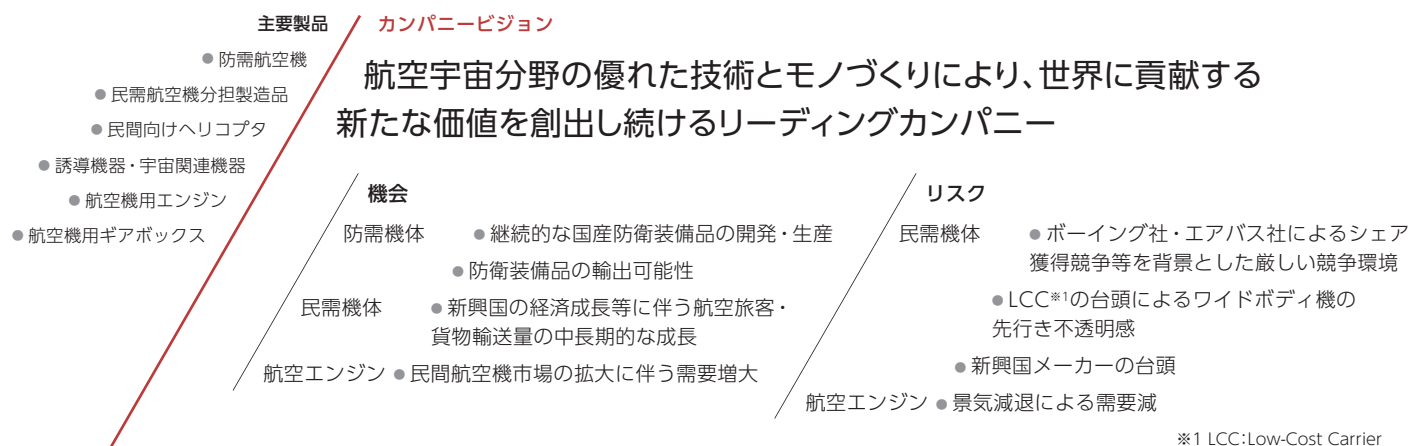 主要製品
● 防需航空機
● 民需航空機分担製造品
● 民間向けヘリコプタ
● 誘導機器・宇宙関連機器
● 航空機用エンジン
● 航空機用ギアボックス
カンパニービジョン
航空宇宙分野の優れた技術とモノづくりにより、世界に貢献する
新たな価値を創出し続けるリーディングカンパニー
機会
防需機体 ● 継続的な国産防衛装備品の開発・生産
● 防衛装備品の輸出可能性
民需機体 ● 新興国の経済成長等に伴う航空旅客・
貨物輸送量の中長期的な成長
航空エンジン ● 民間航空機市場の拡大に伴う需要増大
リスク
民需機体 ● ボーイング社・エアバス社によるシェア
獲得競争等を背景とした厳しい競争環境
● LCC※1の台頭によるワイドボディ機の
先行き不透明感
● 新興国メーカーの台頭
航空エンジン ● 景気減退による需要減
※1 LCC:Low-Cost Carrier